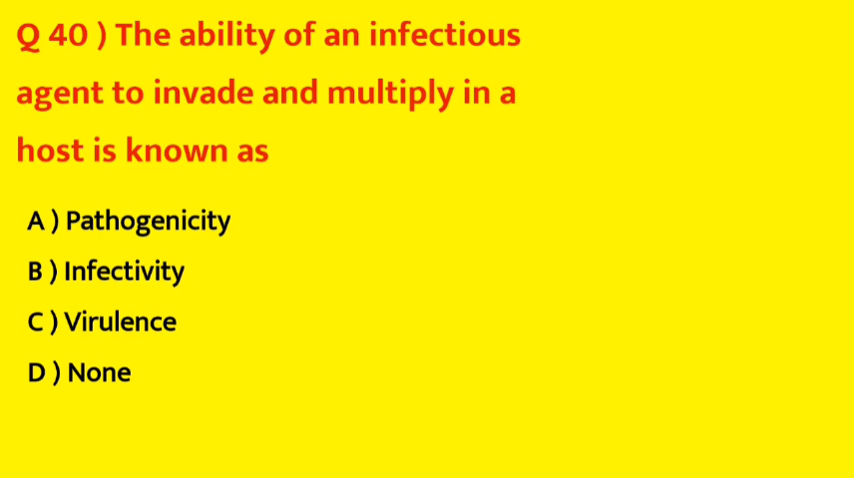 Q 40 ) The ability of an infectious
agent to invade and multiply in a
host is known as
A ) Pathogenicity
B ) Infectivity
C ) Virulence
D ) None